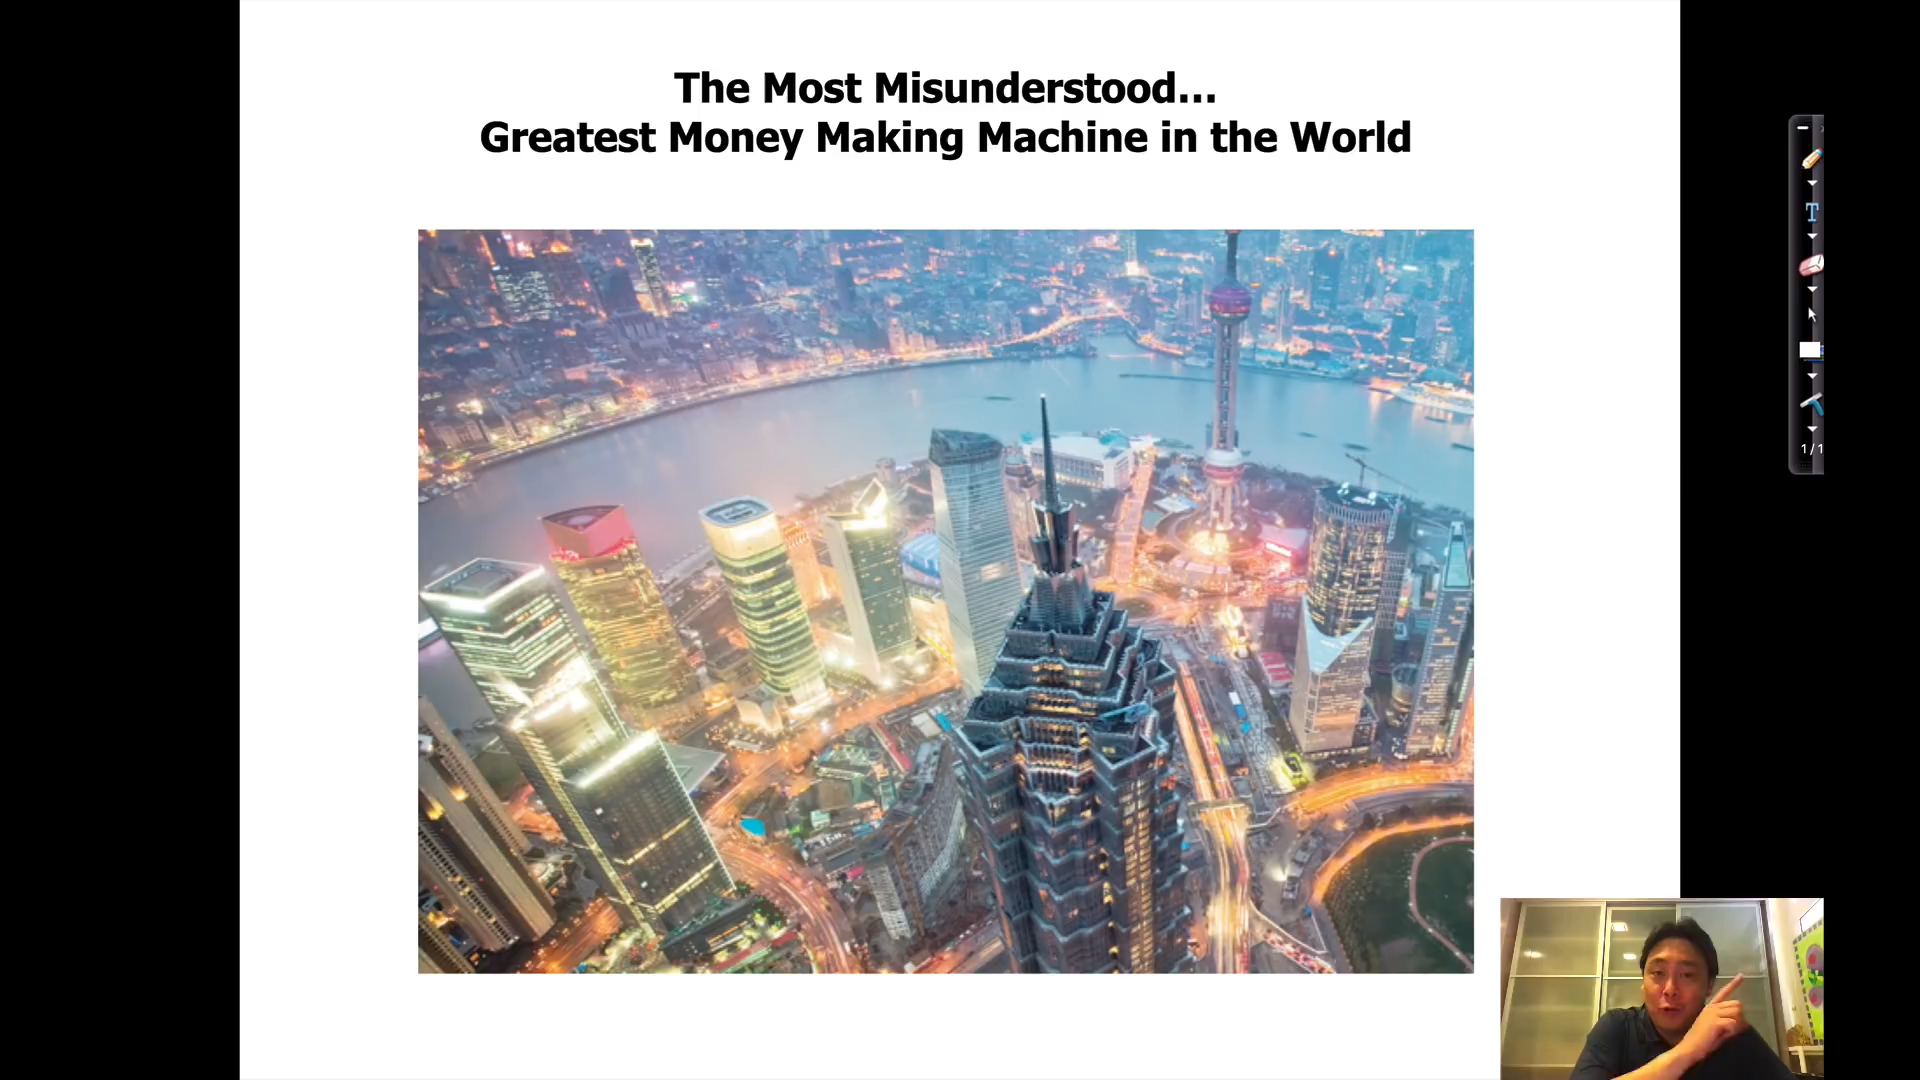 The Most Misunderstood...
Greatest Money Making Machine in the World
T
1/1